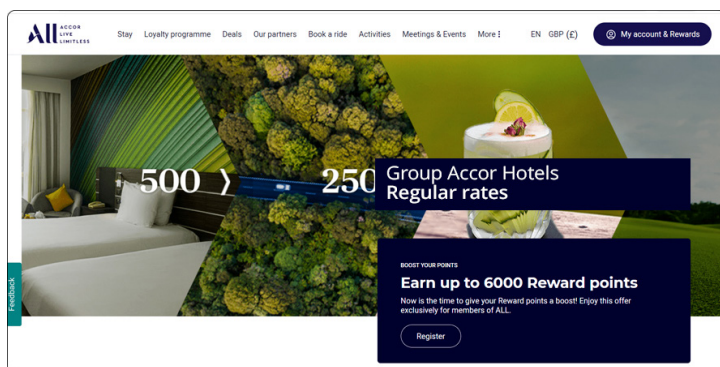 ALL ACCOR
LIVE
LIMITLESS
Stay Loyalty programme Deals Our partners Book a ride Activities Meetings & Events More EN GBP (£) My account & Rewards
500 〉 250
Group Accor Hotels
Regular rates
BOOST YOUR POINTS
Earn up to 6000 Reward points
Now is the time to give your Reward points a boost! Enjoy this offer
exclusively for members of ALL.
Register
Feedback